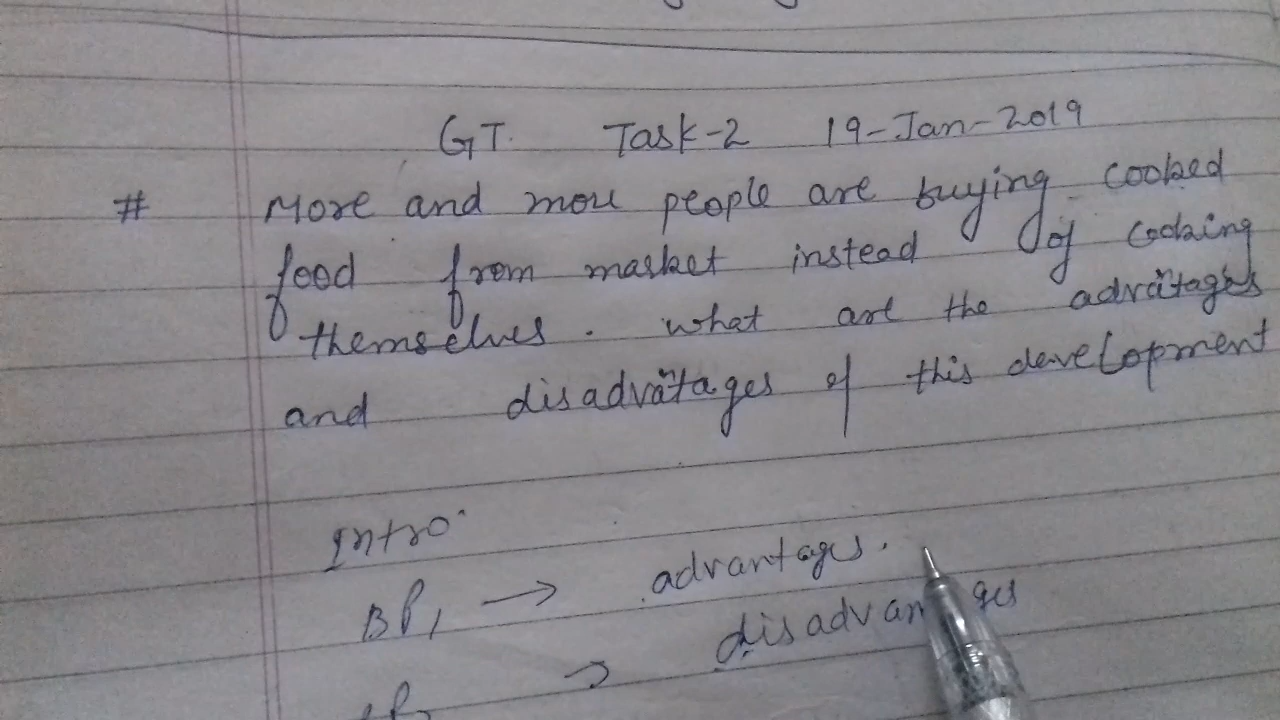 GT. Task-2 19-Jan-2019
# More and more people are buying cooked
food from market instead of cooking
themselves. what are the advantages
and disadvantages of this development
Intro.
BP1 → advantages.
→ disadvantages